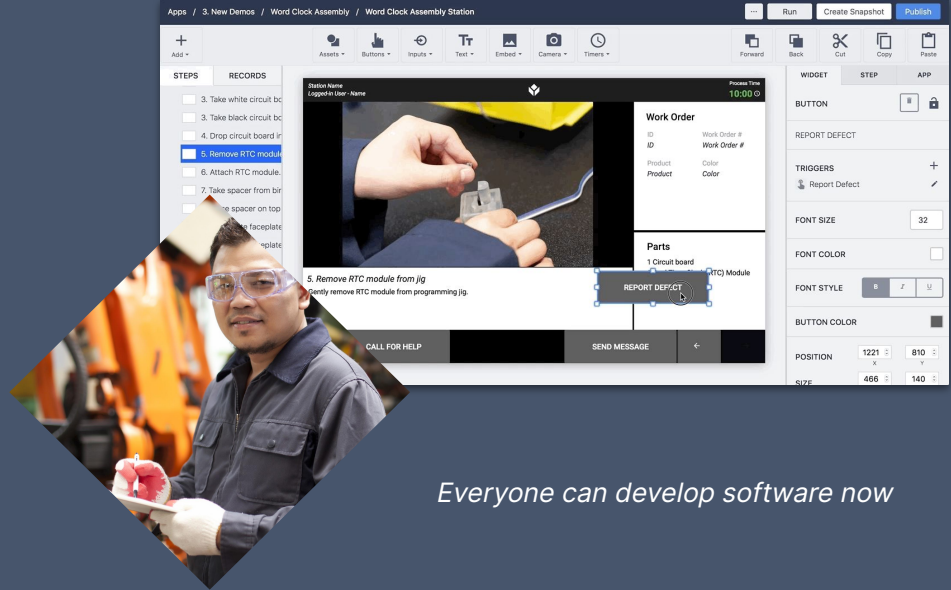 Apps / 3. New Demos / Word Clock Assembly / Word Clock Assembly Station
... Run Create Snapshot Publish
Add Assets Buttons Inputs Text Embed Camera Timers Forward Back Cut Copy Paste
STEPS RECORDS
3. Take white circuit bo
3. Take black circuit bo
4. Drop circuit board in
5. Remove RTC module
6. Attach RTC module.
7. Take spacer from bin
spacer on top
faceplate
Station Name
Logged-in User - Name
Process Time
10:00
Work Order
ID Work Order #
ID Work Order #
Product Color
Product Color
Parts
1 Circuit board
RTC) Module
5. Remove RTC module from jig
Gently remove RTC module from programming jig.
REPORT DEFECT
CALL FOR HELP
SEND MESSAGE
←
WIDGET STEP APP
BUTTON
REPORT DEFECT
TRIGGERS +
Report Defect
FONT SIZE 32
FONT COLOR
FONT STYLE B I U
BUTTON COLOR
POSITION 1221 810
X Y
SIZE 466 140
Everyone can develop software now